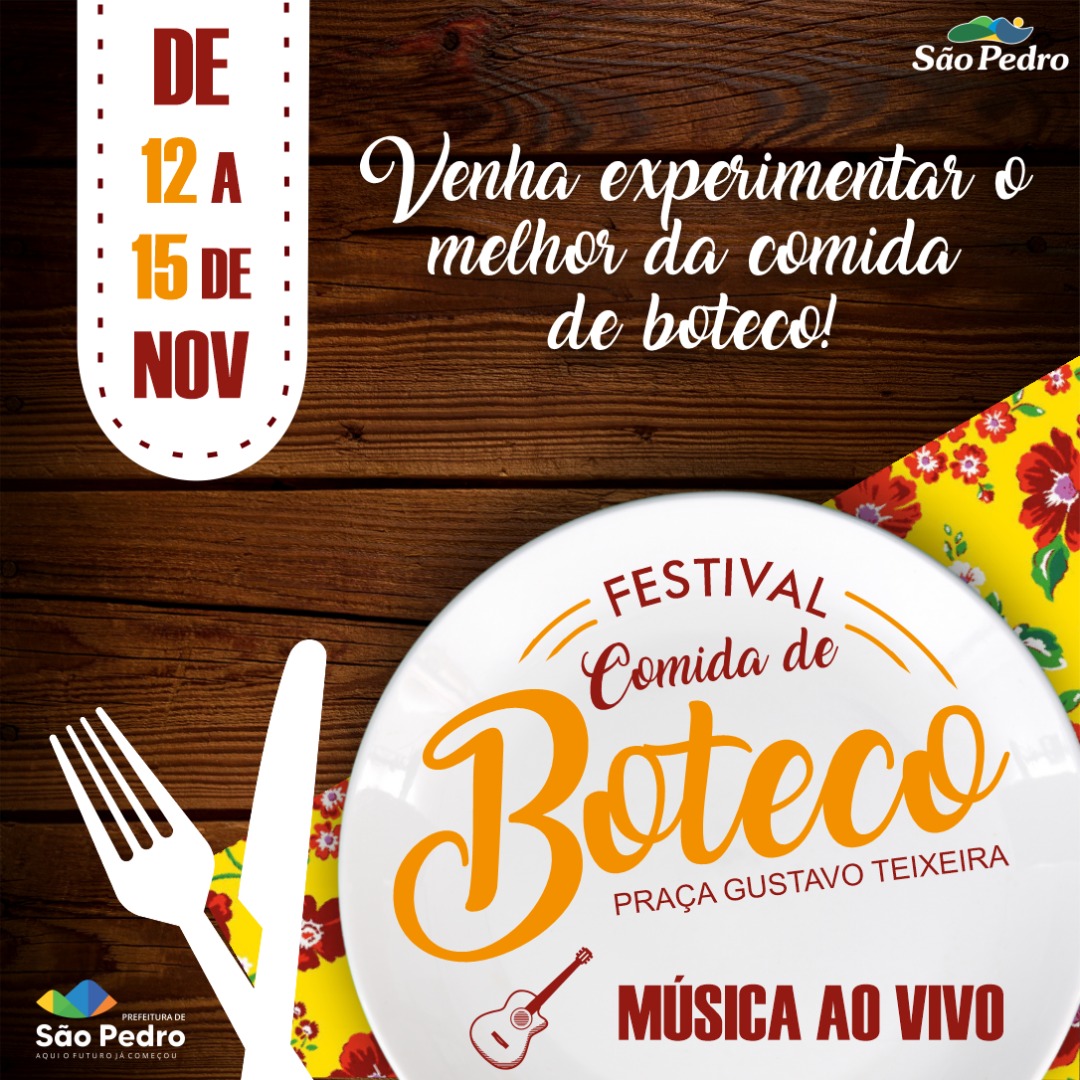 DE
12 A
15 DE
NOV
São Pedro
Venha experimentar o
melhor da comida
de boteco!
FESTIVAL
Comida de
Boteco
PRAÇA GUSTAVO TEIXEIRA
MÚSICA AO VIVO
PREFEITURA DE
São Pedro
AQUI O FUTURO JÁ COMEÇOU